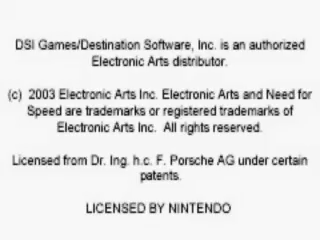 DSI Games/Destination Software, Inc. is an authorized
Electronic Arts distributor.
(c)  2003 Electronic Arts Inc. Electronic Arts and Need for
Speed are trademarks or registered trademarks of
Electronic Arts Inc.  All rights reserved.
Licensed from Dr. Ing. h.c. F. Porsche AG under certain
patents.
LICENSED BY NINTENDO